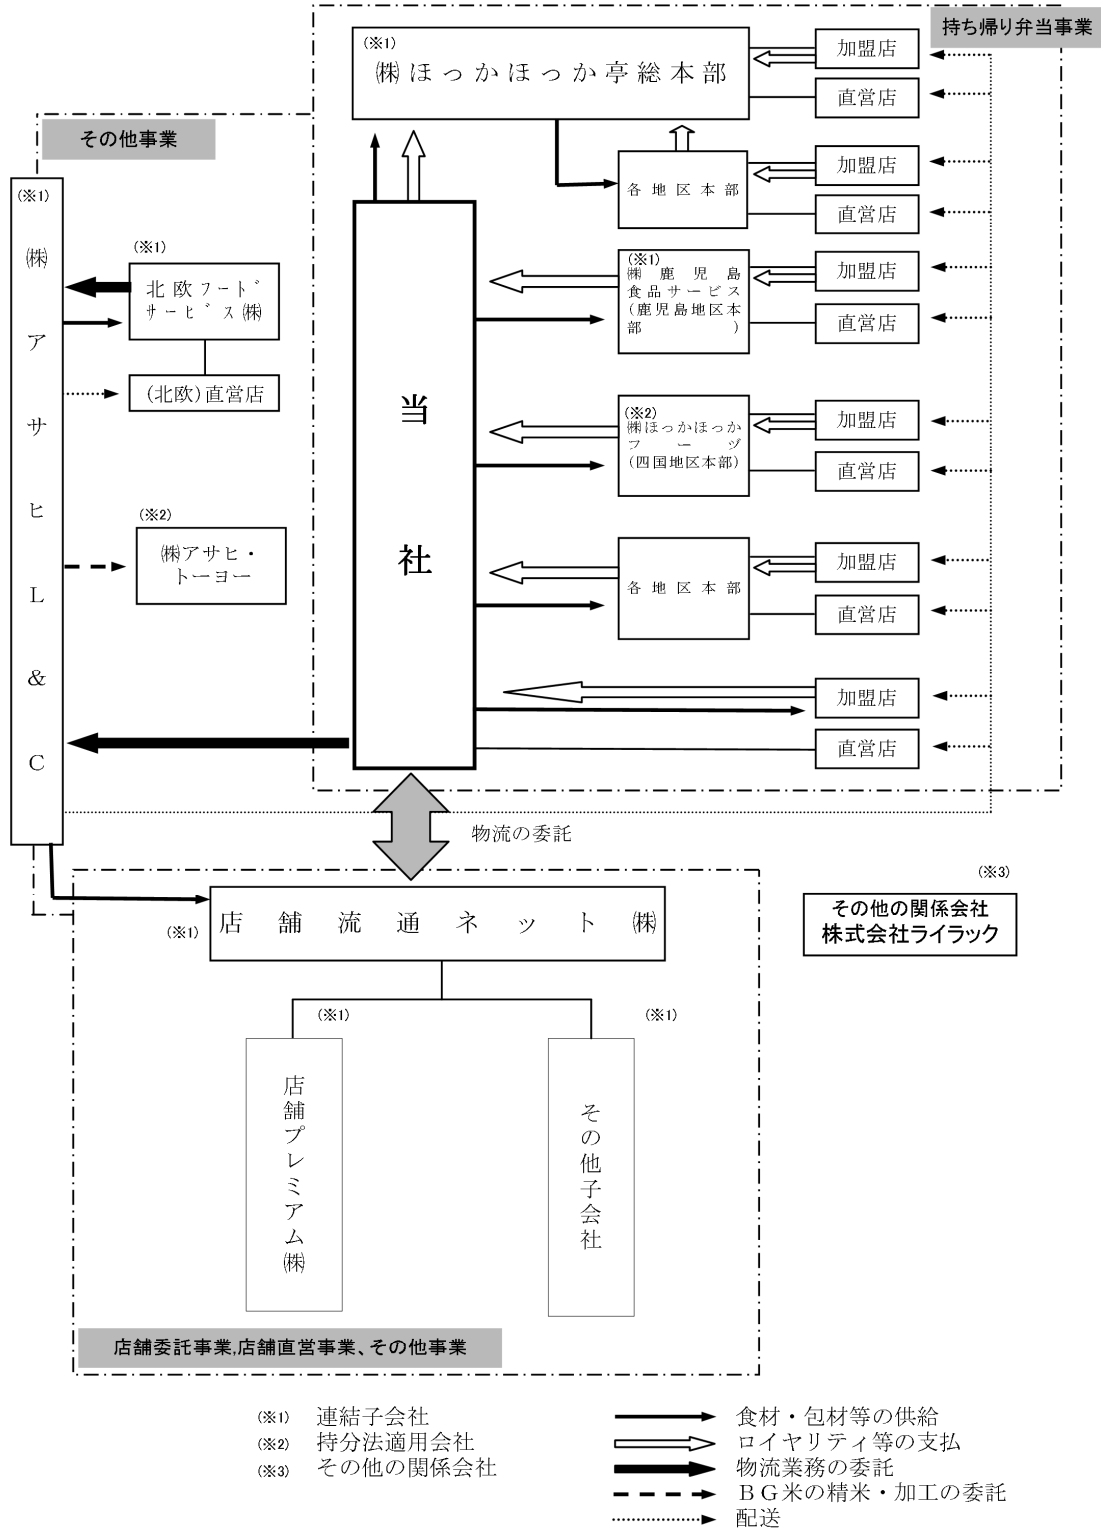 持ち帰り弁当事業
(※1)
㈱ほっかほっか亭総本部
加盟店
直営店
その他事業
各地区本部
加盟店
直営店
(※1)
㈱アサヒL&C
(※1)
北欧フードサービス㈱
(北欧)直営店
(※2)
㈱アサヒ・
トーヨー
当社
(※1)
㈱鹿児島
食品サービス
(鹿児島地区本
部)
加盟店
直営店
(※2)
㈱ほっかほっか
フーヅ
(四国地区本部)
加盟店
直営店
各地区本部
加盟店
直営店
加盟店
直営店
物流の委託
(※1)
店舗流通ネット㈱
(※3)
その他の関係会社
株式会社ライラック
(※1)
店舗プレミアム㈱
(※1)
その他子会社
店舗委託事業,店舗直営事業、その他事業
(※1) 連結子会社
(※2) 持分法適用会社
(※3) その他の関係会社
食材・包材等の供給
ロイヤリティ等の支払
物流業務の委託
BG米の精米・加工の委託
配送